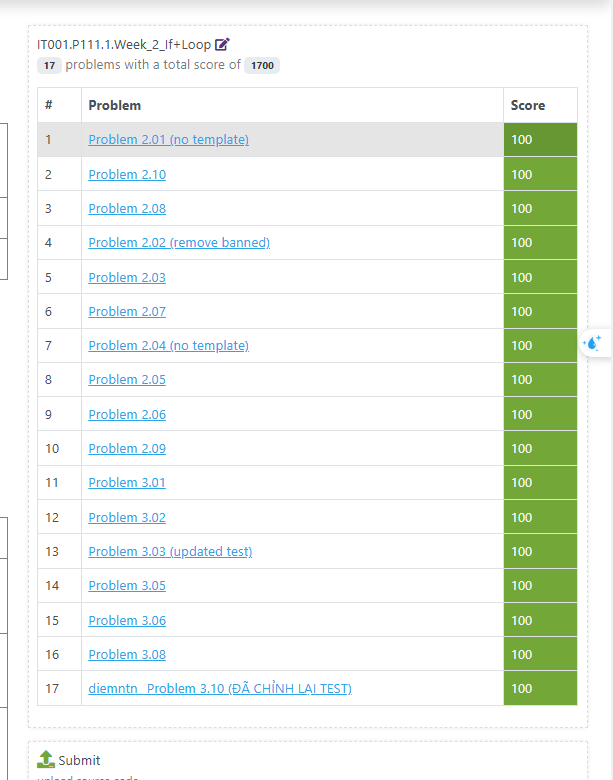 IT001.P111.1.Week_2_If+Loop
17 problems with a total score of 1700
# Problem Score
1 Problem 2.01 (no template) 100
2 Problem 2.10 100
3 Problem 2.08 100
4 Problem 2.02 (remove banned) 100
5 Problem 2.03 100
6 Problem 2.07 100
7 Problem 2.04 (no template) 100
8 Problem 2.05 100
9 Problem 2.06 100
10 Problem 2.09 100
11 Problem 3.01 100
12 Problem 3.02 100
13 Problem 3.03 (updated test) 100
14 Problem 3.05 100
15 Problem 3.06 100
16 Problem 3.08 100
17 diemntn_Problem 3.10 (ĐÃ CHỈNH LẠI TEST) 100
Submit
upload source code